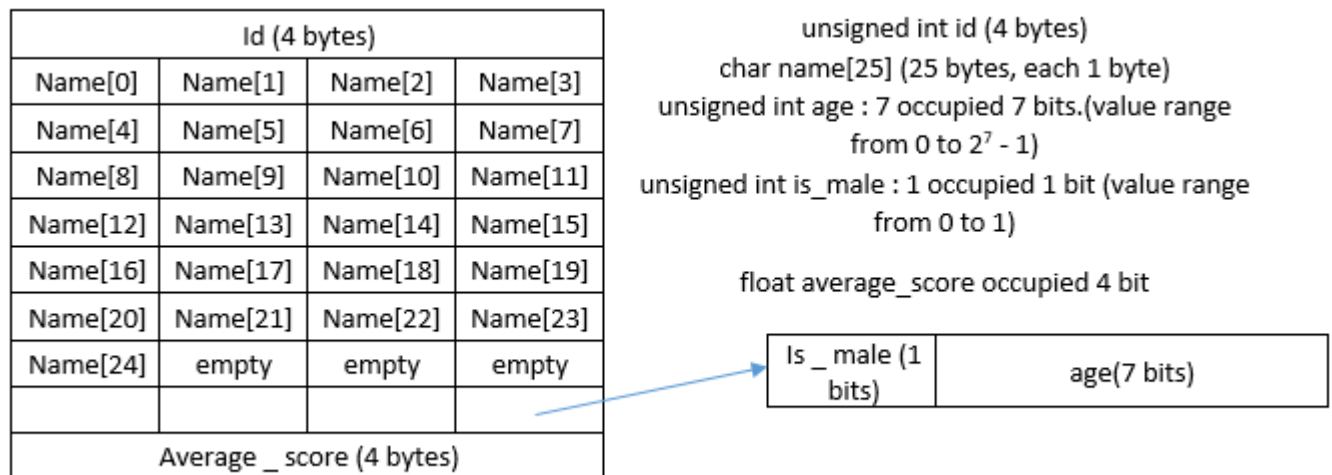 Id (4 bytes)
Name[0] Name[1] Name[2] Name[3]
Name[4] Name[5] Name[6] Name[7]
Name[8] Name[9] Name[10] Name[11]
Name[12] Name[13] Name[14] Name[15]
Name[16] Name[17] Name[18] Name[19]
Name[20] Name[21] Name[22] Name[23]
Name[24] empty empty empty
Average _ score (4 bytes)
unsigned int id (4 bytes)
char name[25] (25 bytes, each 1 byte)
unsigned int age : 7 occupied 7 bits.(value range
from 0 to 2⁷ - 1)
unsigned int is_male : 1 occupied 1 bit (value range
from 0 to 1)
float average_score occupied 4 bit
Is _ male (1
bits)
age(7 bits)